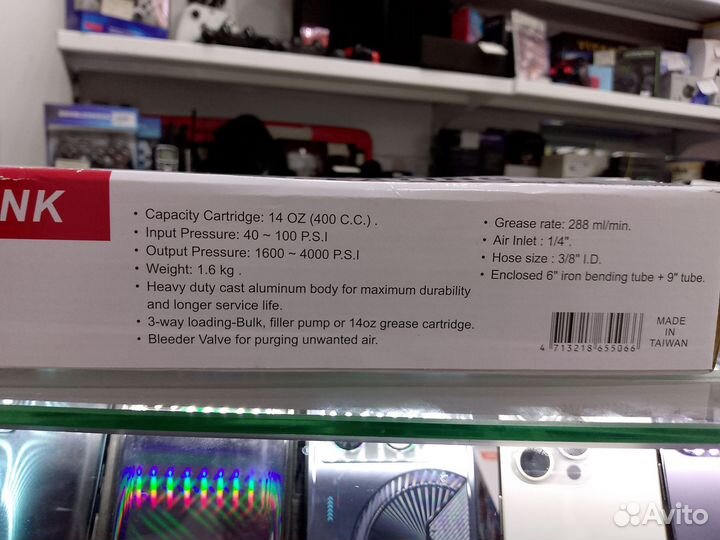 NK
• Capacity Cartridge: 14 OZ (400 C.C.) .
• Input Pressure: 40 ~ 100 P.S.I
• Output Pressure: 1600 ~ 4000 P.S.I
• Weight: 1.6 kg .
• Heavy duty cast aluminum body for maximum durability
and longer service life.
• 3-way loading-Bulk, filler pump or 14oz grease cartridge.
• Bleeder Valve for purging unwanted air.
• Grease rate: 288 ml/min.
• Air Inlet : 1/4".
• Hose size : 3/8" I.D.
• Enclosed 6" iron bending tube + 9" tube.
4 713218 655066
MADE
IN
TAIWAN
Avito